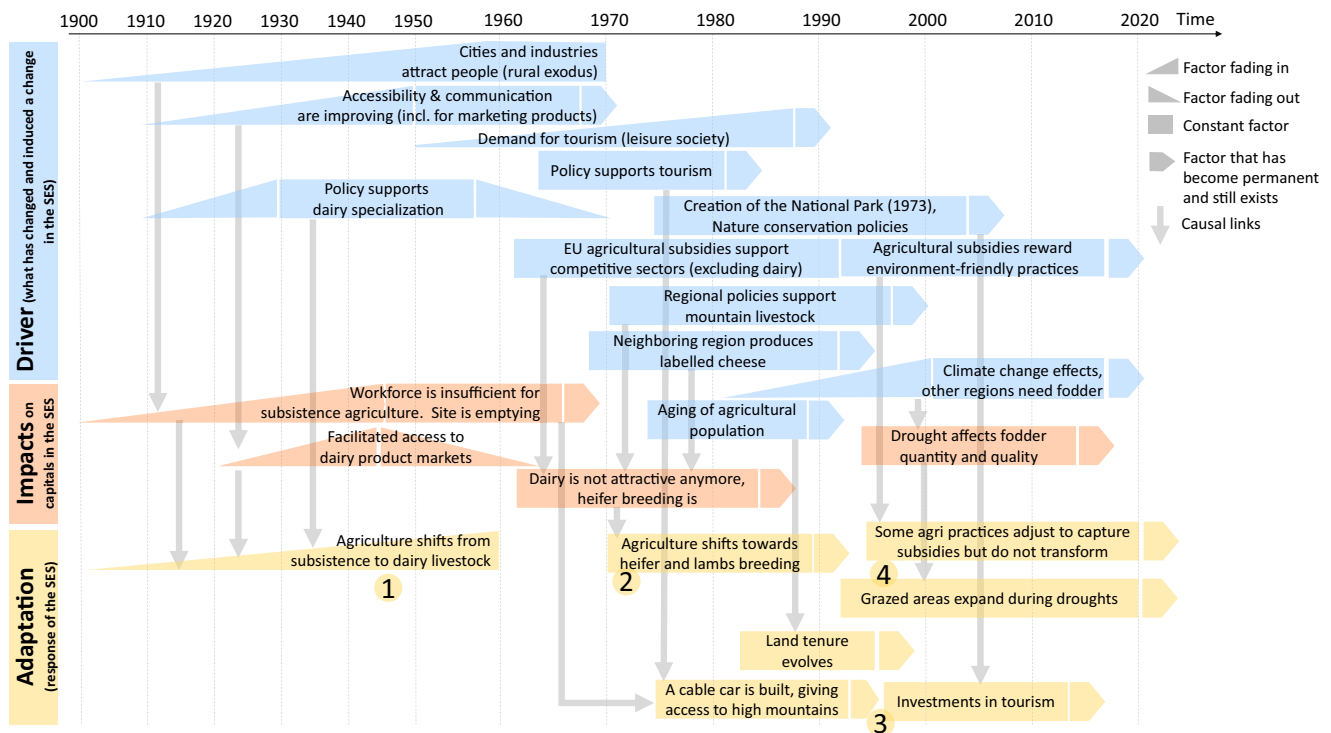 1900 1910 1920 1930 1940 1950 1960 1970 1980 1990 2000 2010 2020 Time
Driver (what has changed and induced a change
in the SES)
Cities and industries
attract people (rural exodus)
Accessibility & communication
are improving (incl. for marketing products)
Demand for tourism (leisure society)
Policy supports tourism
Policy supports
dairy specialization
Creation of the National Park (1973),
Nature conservation policies
EU agricultural subsidies support
competitive sectors (excluding dairy)
Agricultural subsidies reward
environment-friendly practices
Regional policies support
mountain livestock
Neighboring region produces
labelled cheese
Climate change effects,
other regions need fodder
Aging of agricultural
population
Factor fading in
Factor fading out
Constant factor
Factor that has
become permanent
and still exists
Causal links
Impacts on
capitals in the SES
Workforce is insufficient for
subsistence agriculture. Site is emptying
Facilitated access to
dairy product markets
Dairy is not attractive anymore,
heifer breeding is
Drought affects fodder
quantity and quality
Adaptation
(response of the SES)
Agriculture shifts from
subsistence to dairy livestock
1
Agriculture shifts towards
heifer and lambs breeding
2
Some agri practices adjust to capture
subsidies but do not transform
4
Grazed areas expand during droughts
Land tenure
evolves
A cable car is built, giving
access to high mountains
3
Investments in tourism